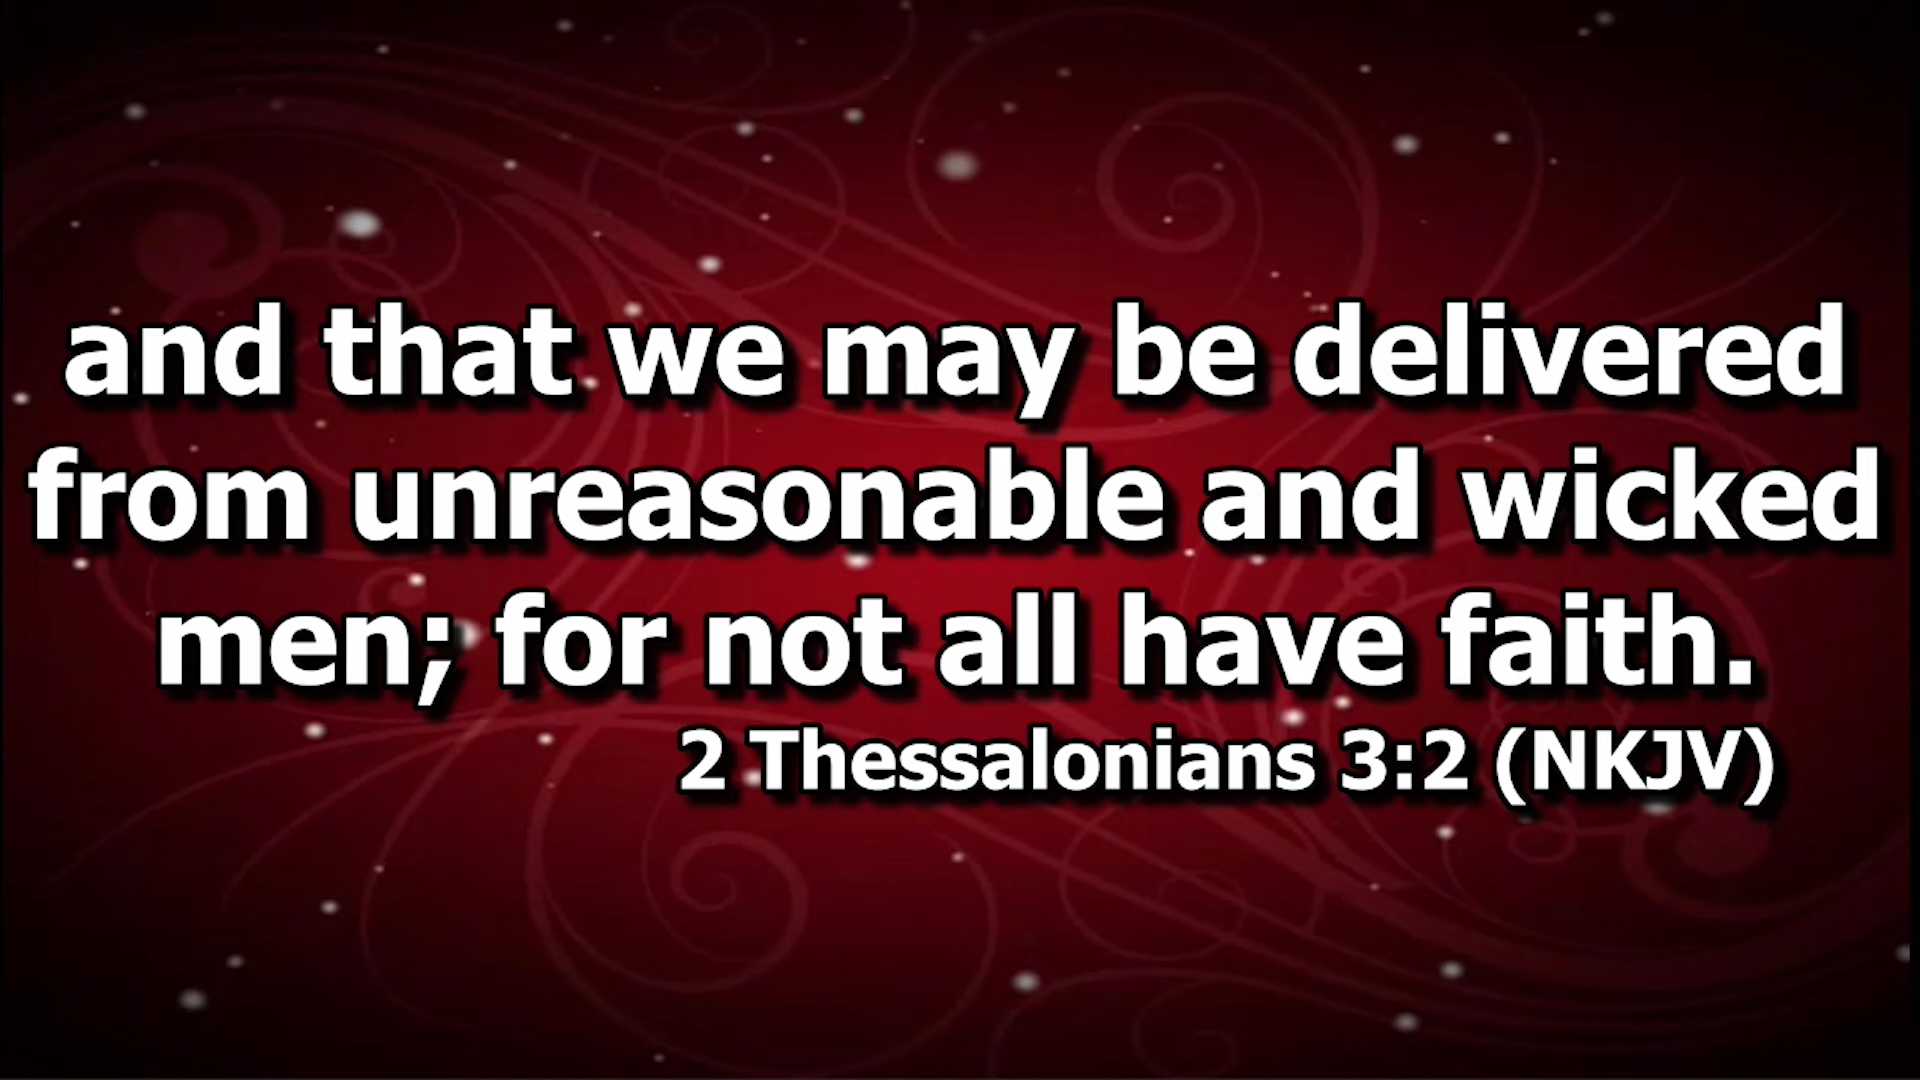 and that we may be delivered
from unreasonable and wicked
men; for not all have faith.
2 Thessalonians 3:2 (NKJV)